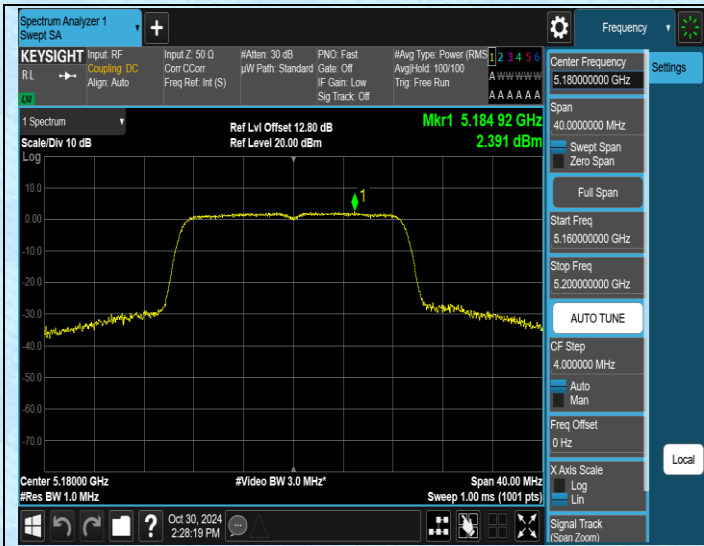 Spectrum Analyzer 1
Swept SA
+
Frequency
KEYSIGHT
RL
LXI
Input: RF
Coupling: DC
Align: Auto
Input Z: 50 Ω
Corr CCorr
Freq Ref: Int (S)
#Atten: 30 dB
µW Path: Standard
PNO: Fast
Gate: Off
IF Gain: Low
Sig Track: Off
#Avg Type: Power (RMS
Avg|Hold: 100/100
Trig: Free Run
1 2 3 4 5 6
A W W W W W
A A A A A A
1 Spectrum
Scale/Div 10 dB
Log
Ref Lvl Offset 12.80 dB
Ref Level 20.00 dBm
Mkr1 5.184 92 GHz
2.391 dBm
1
10.0
0.00
-10.0
-20.0
-30.0
-40.0
-50.0
-60.0
-70.0
Center 5.18000 GHz
#Res BW 1.0 MHz
#Video BW 3.0 MHz*
Span 40.00 MHz
Sweep 1.00 ms (1001 pts)
?
Oct 30, 2024
2:28:19 PM
Center Frequency
5.180000000 GHz
Span
40.0000000 MHz
Swept Span
Zero Span
Full Span
Start Freq
5.160000000 GHz
Stop Freq
5.200000000 GHz
AUTO TUNE
CF Step
4.000000 MHz
Auto
Man
Freq Offset
0 Hz
X Axis Scale
Log
Lin
Signal Track
(Span Zoom)
Settings
Local